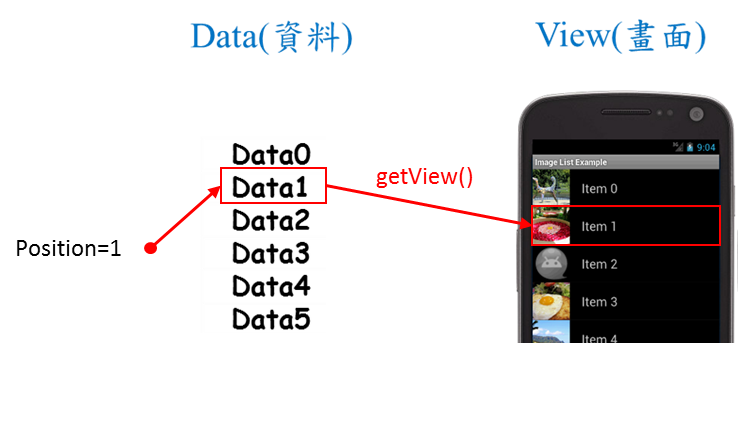 Data(資料)
View(畫面)
Data0
Data1
Data2
Data3
Data4
Data5
Position=1
getView()
9:04
Image List Example
Item 0
Item 1
Item 2
Item 3
Item 4